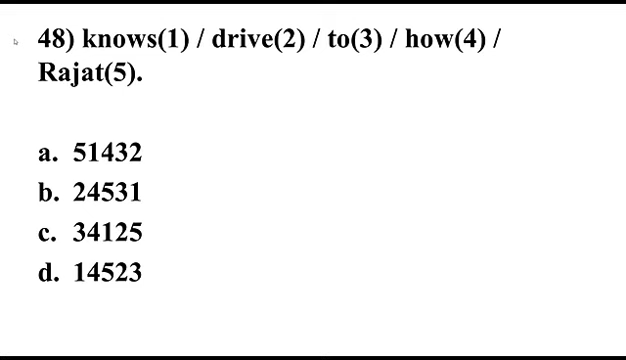 48) knows(1) / drive(2) / to(3) / how(4) /
Rajat(5).
a. 51432
b. 24531
c. 34125
d. 14523